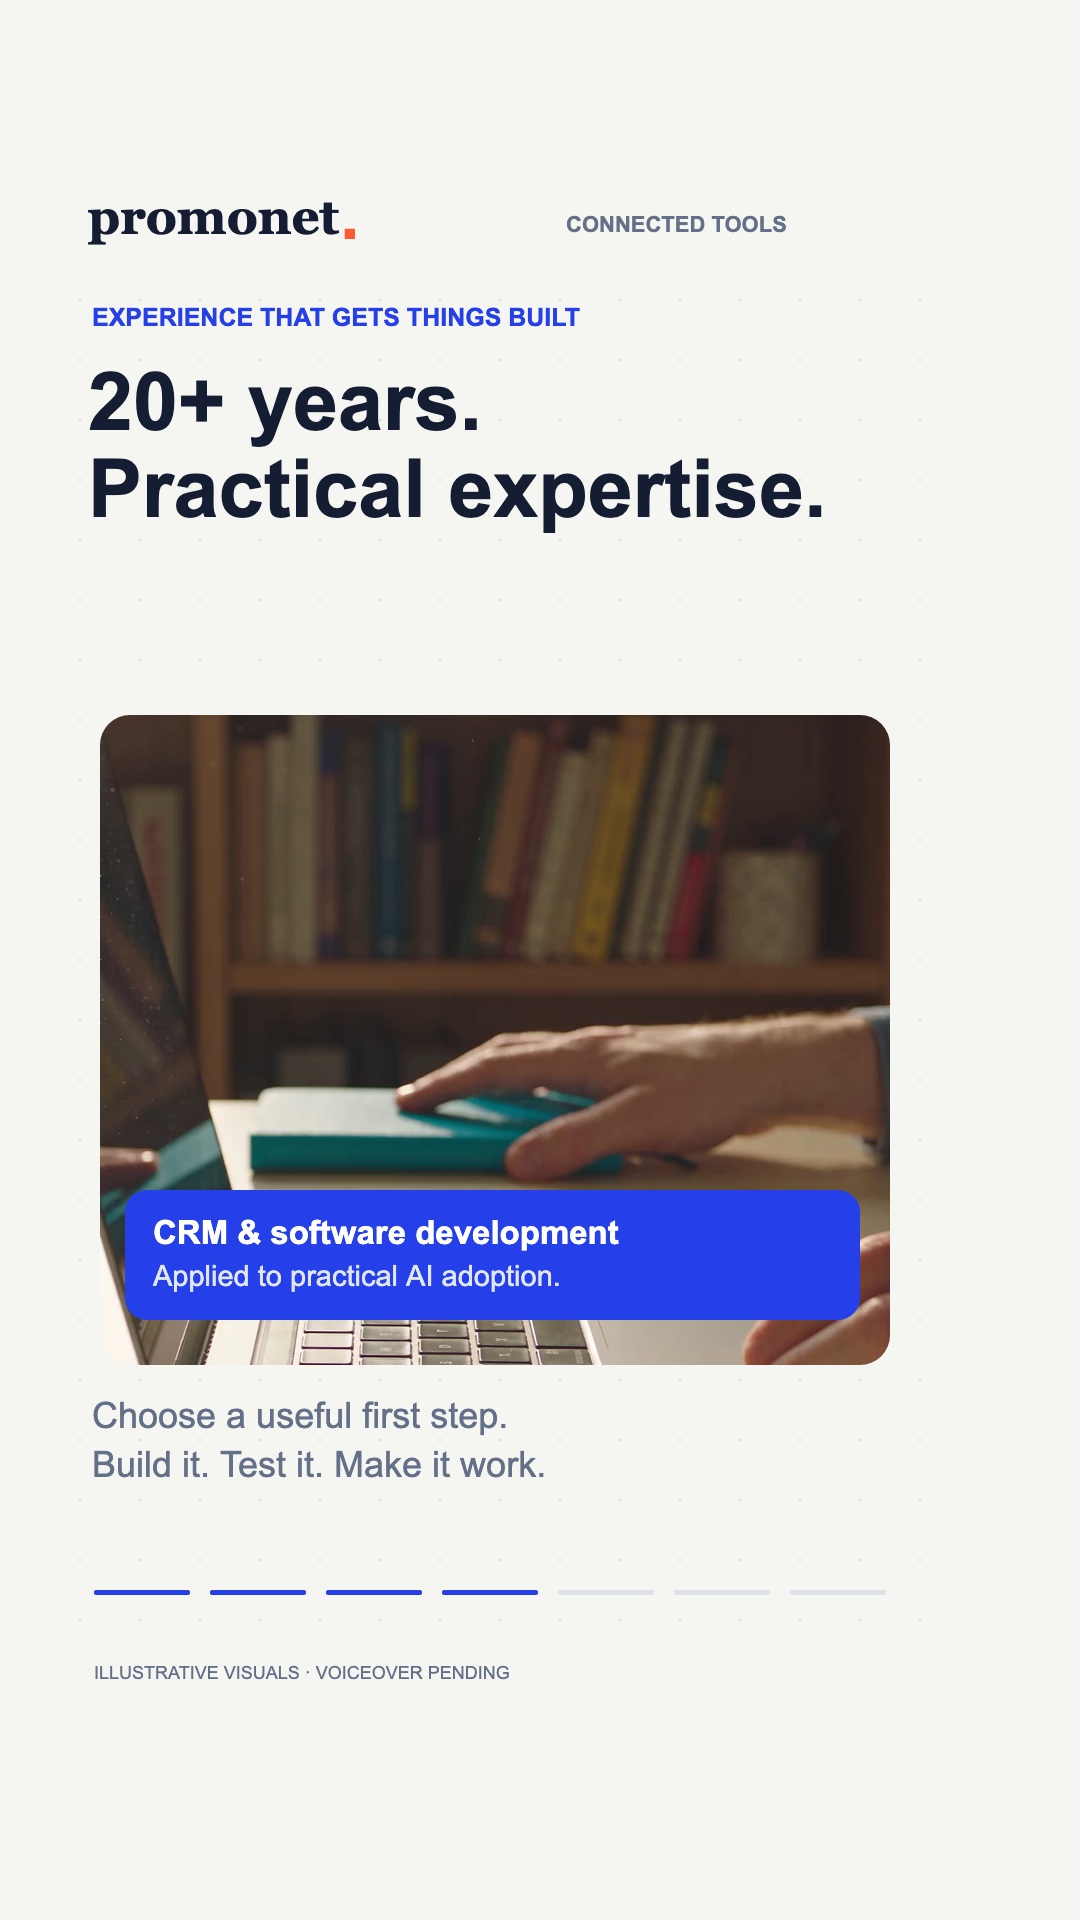 promonet.
CONNECTED TOOLS
EXPERIENCE THAT GETS THINGS BUILT
20+ years.
Practical expertise.
CRM & software development
Applied to practical AI adoption.
Choose a useful first step.
Build it. Test it. Make it work.
ILLUSTRATIVE VISUALS · VOICEOVER PENDING